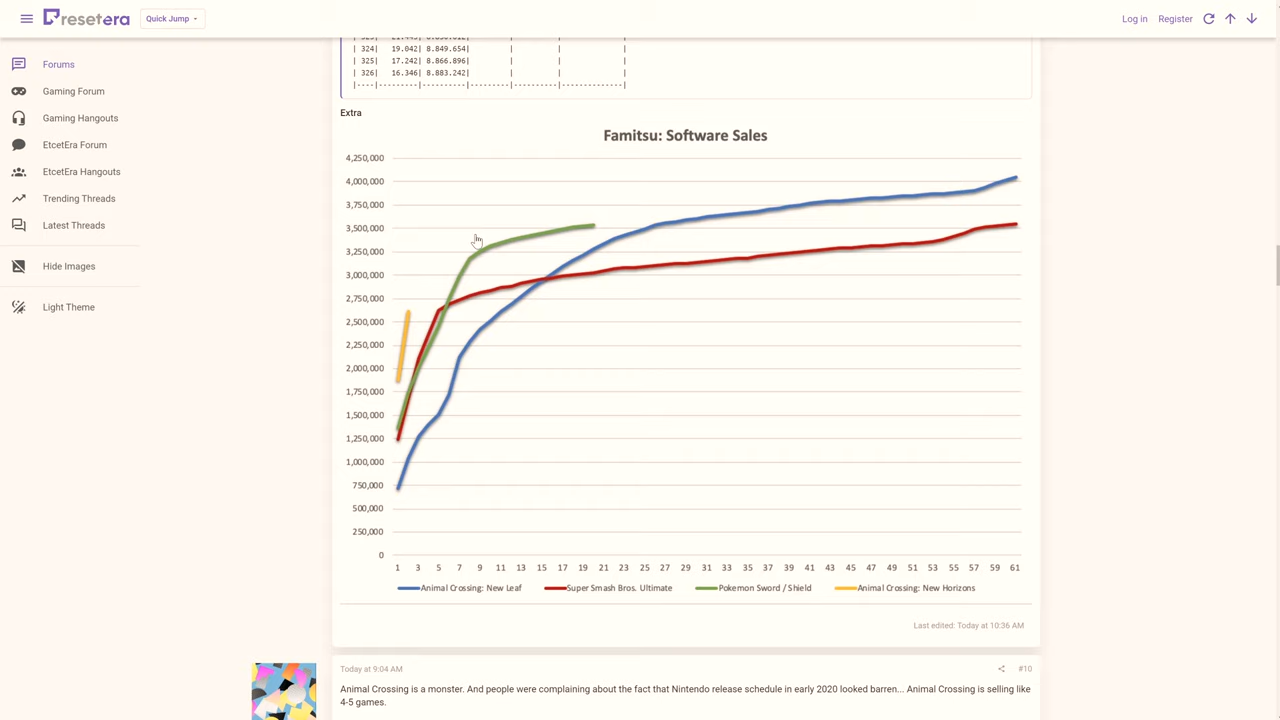 resetera
Quick Jump
Log in
Register
Forums
Gaming Forum
Gaming Hangouts
EtcetEra Forum
EtcetEra Hangouts
Trending Threads
Latest Threads
Hide Images
Light Theme
| 324| 19.042| 8.849.654| | | |
| 325| 17.242| 8.866.896| | | |
| 326| 16.346| 8.883.242| | | |
|----|--------|---------|---------|---------|-------------|
Extra
Famitsu: Software Sales
4,250,000
4,000,000
3,750,000
3,500,000
3,250,000
3,000,000
2,750,000
2,500,000
2,250,000
2,000,000
1,750,000
1,500,000
1,250,000
1,000,000
750,000
500,000
250,000
0
1 3 5 7 9 11 13 15 17 19 21 23 25 27 29 31 33 35 37 39 41 43 45 47 49 51 53 55 57 59 61
Animal Crossing: New Leaf Super Smash Bros. Ultimate Pokemon Sword / Shield Animal Crossing: New Horizons
Last edited: Today at 10:36 AM
Today at 9:04 AM
#10
Animal Crossing is a monster. And people were complaining about the fact that Nintendo release schedule in early 2020 looked barren... Animal Crossing is selling like
4-5 games.